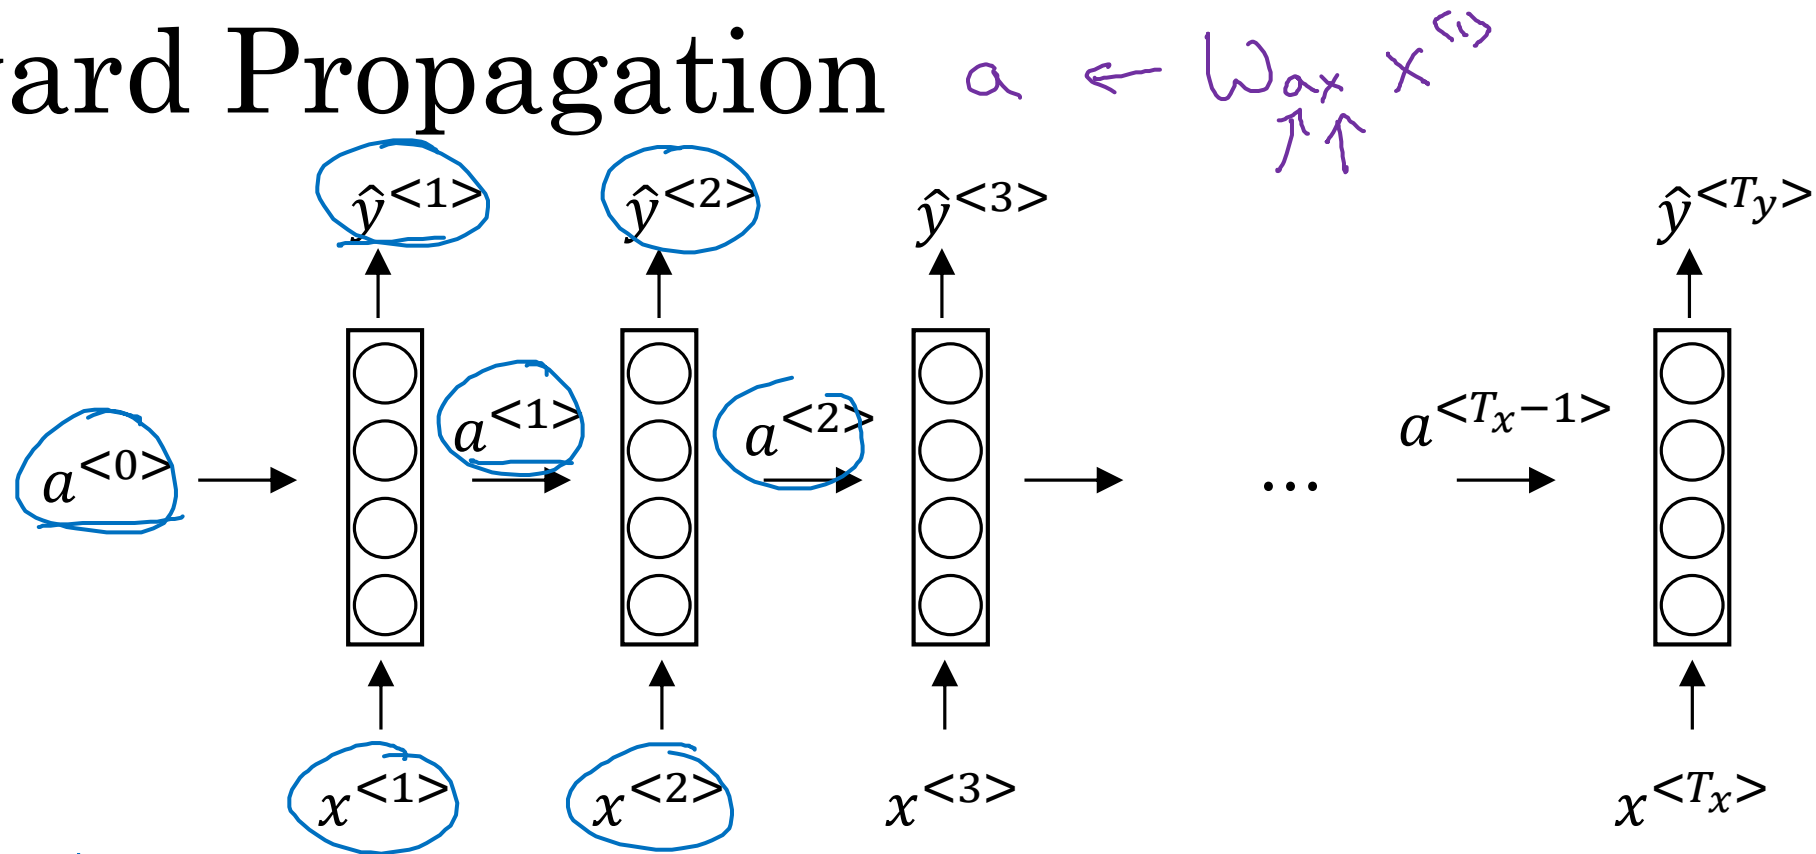 ard Propagation a ← Wax x<1>
ŷ<1> ŷ<2> ŷ<3> ŷ<Ty>
a<0> a<1> a<2> ... a<Tx−1>
x<1> x<2> x<3> x<Tx>